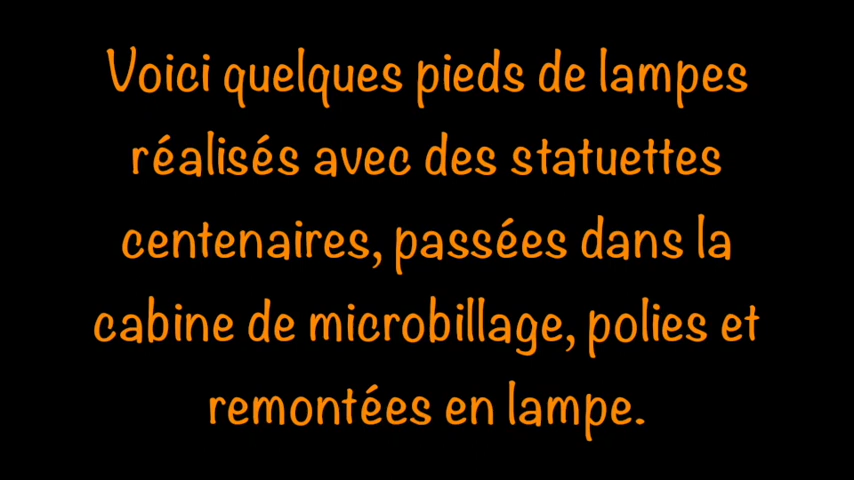 Voici quelques pieds de lampes
réalisés avec des statuettes
centenaires, passées dans la
cabine de microbillage, polies et
remontées en lampe.